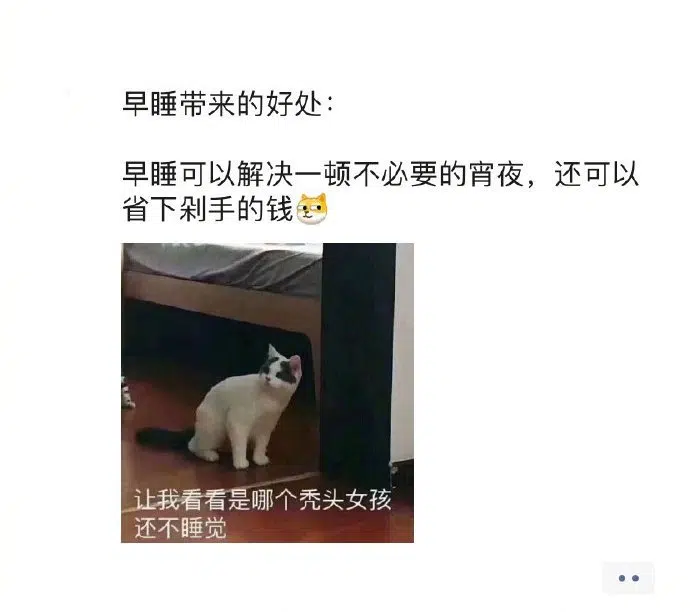 早睡带来的好处：
早睡可以解决一顿不必要的宵夜，还可以
省下剁手的钱
让我看看是哪个秃头女孩
还不睡觉